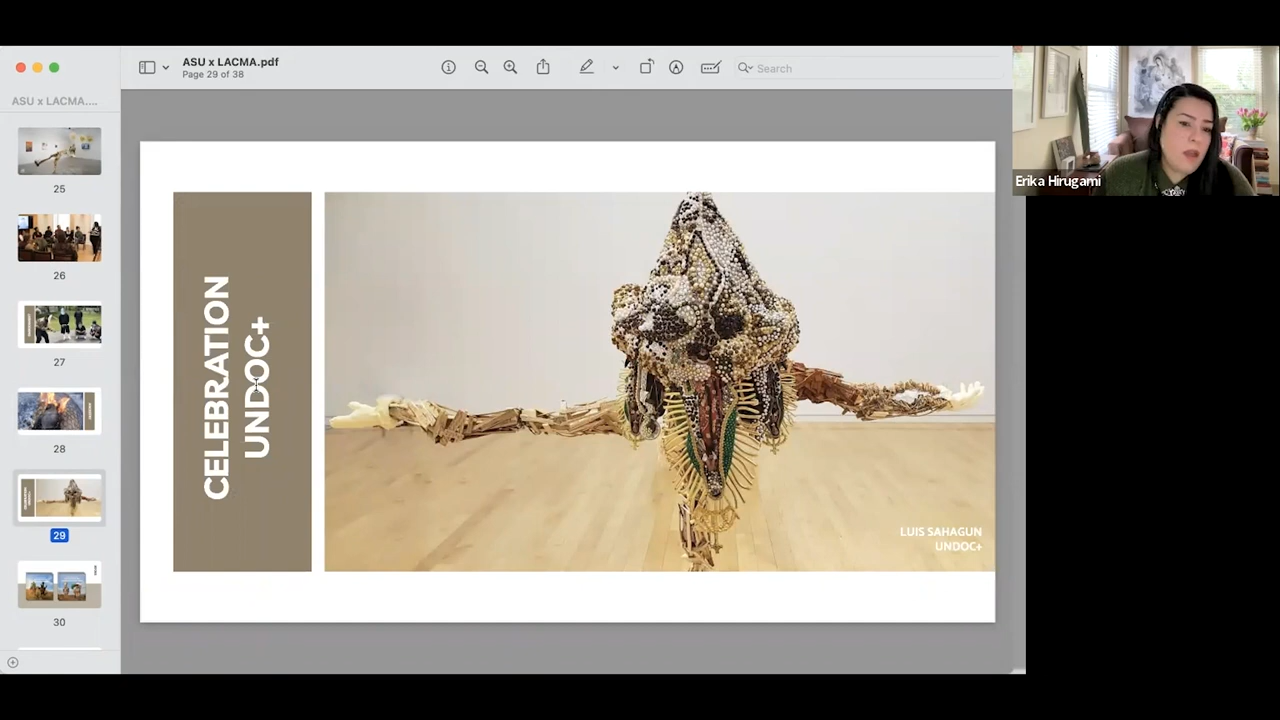 ASU x LACMA.pdf
Page 29 of 38
Search
ASU x LACMA....
25
26
27
28
29
30
CELEBRATION
UNDOC+
LUIS SAHAGUN
UNDOC+
Erika Hirugami